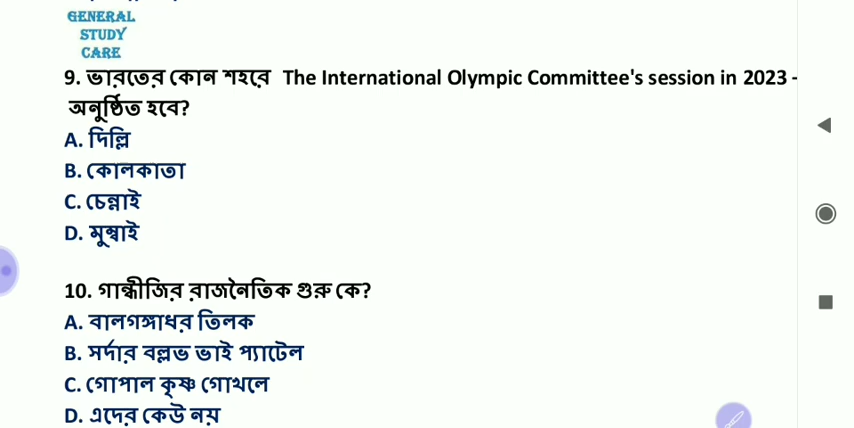 GENERAL
STUDY
CARE
9. ভারতের কোন শহরে The International Olympic Committee's session in 2023 -
অনুষ্ঠিত হবে?
A. দিল্লি
B. কোলকাতা
C. চেন্নাই
D. মুম্বাই
10. গান্ধীজির রাজনৈতিক গুরু কে?
A. বালগঙ্গাধর তিলক
B. সর্দার বল্লভ ভাই প্যাটেল
C. গোপাল কৃষ্ণ গোখলে
D. এদের কেউ নয়